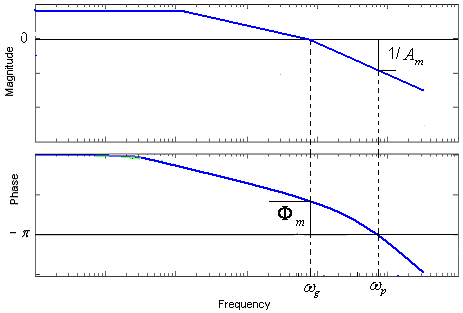 Magnitude
0
1/A_m
Phase
Φ_m
- π
ω_g
ω_p
Frequency